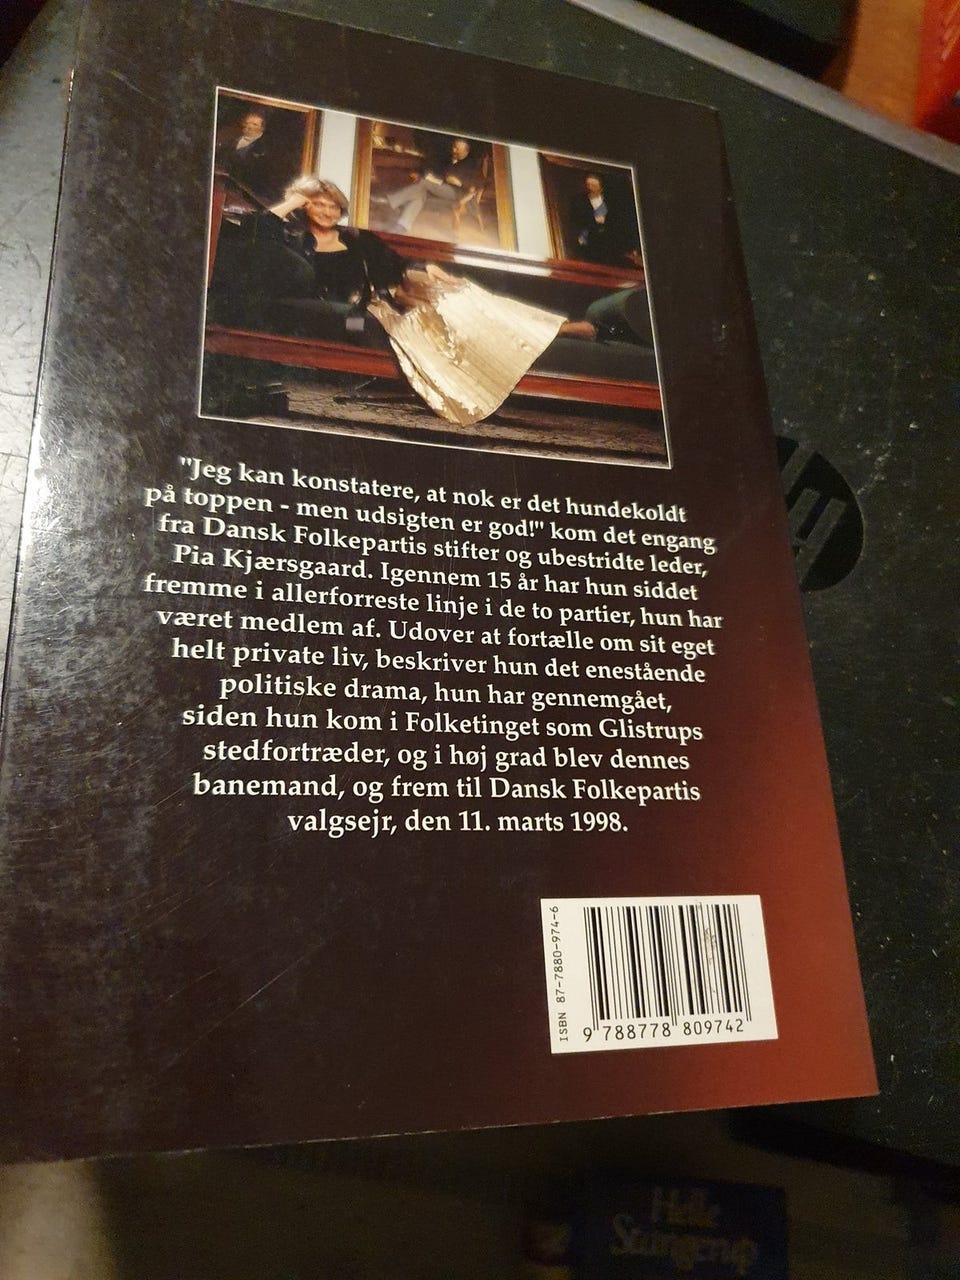 "Jeg kan konstatere, at nok er det hundekoldt
på toppen - men udsigten er god!" kom det engang
fra Dansk Folkepartis stifter og ubestridte leder,
Pia Kjærsgaard. Igennem 15 år har hun siddet
fremme i allerforreste linje i de to partier, hun har
været medlem af. Udover at fortælle om sit eget
helt private liv, beskriver hun det enestående
politiske drama, hun har gennemgået,
siden hun kom i Folketinget som Glistrups
stedfortræder, og i høj grad blev dennes
banemand, og frem til Dansk Folkepartis
valgsejr, den 11. marts 1998.
ISBN 87-7880-974-6
9 788778 809742
Helle
Stangerup